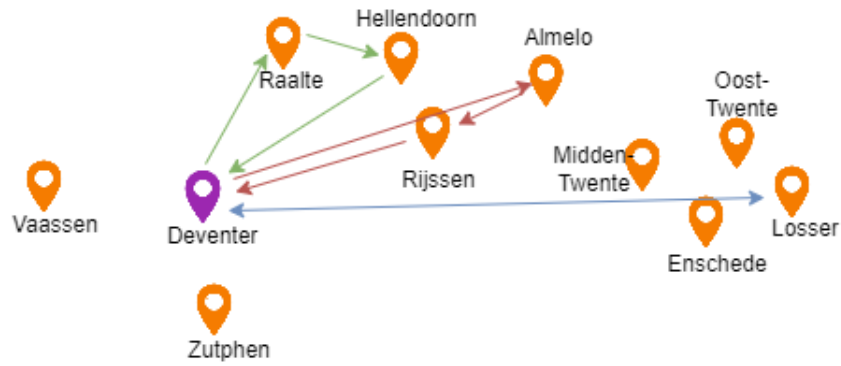 Hellendoorn
Almelo
Raalte
Oost-
Twente
Midden-
Twente
Rijssen
Vaassen
Deventer
Losser
Enschede
Zutphen